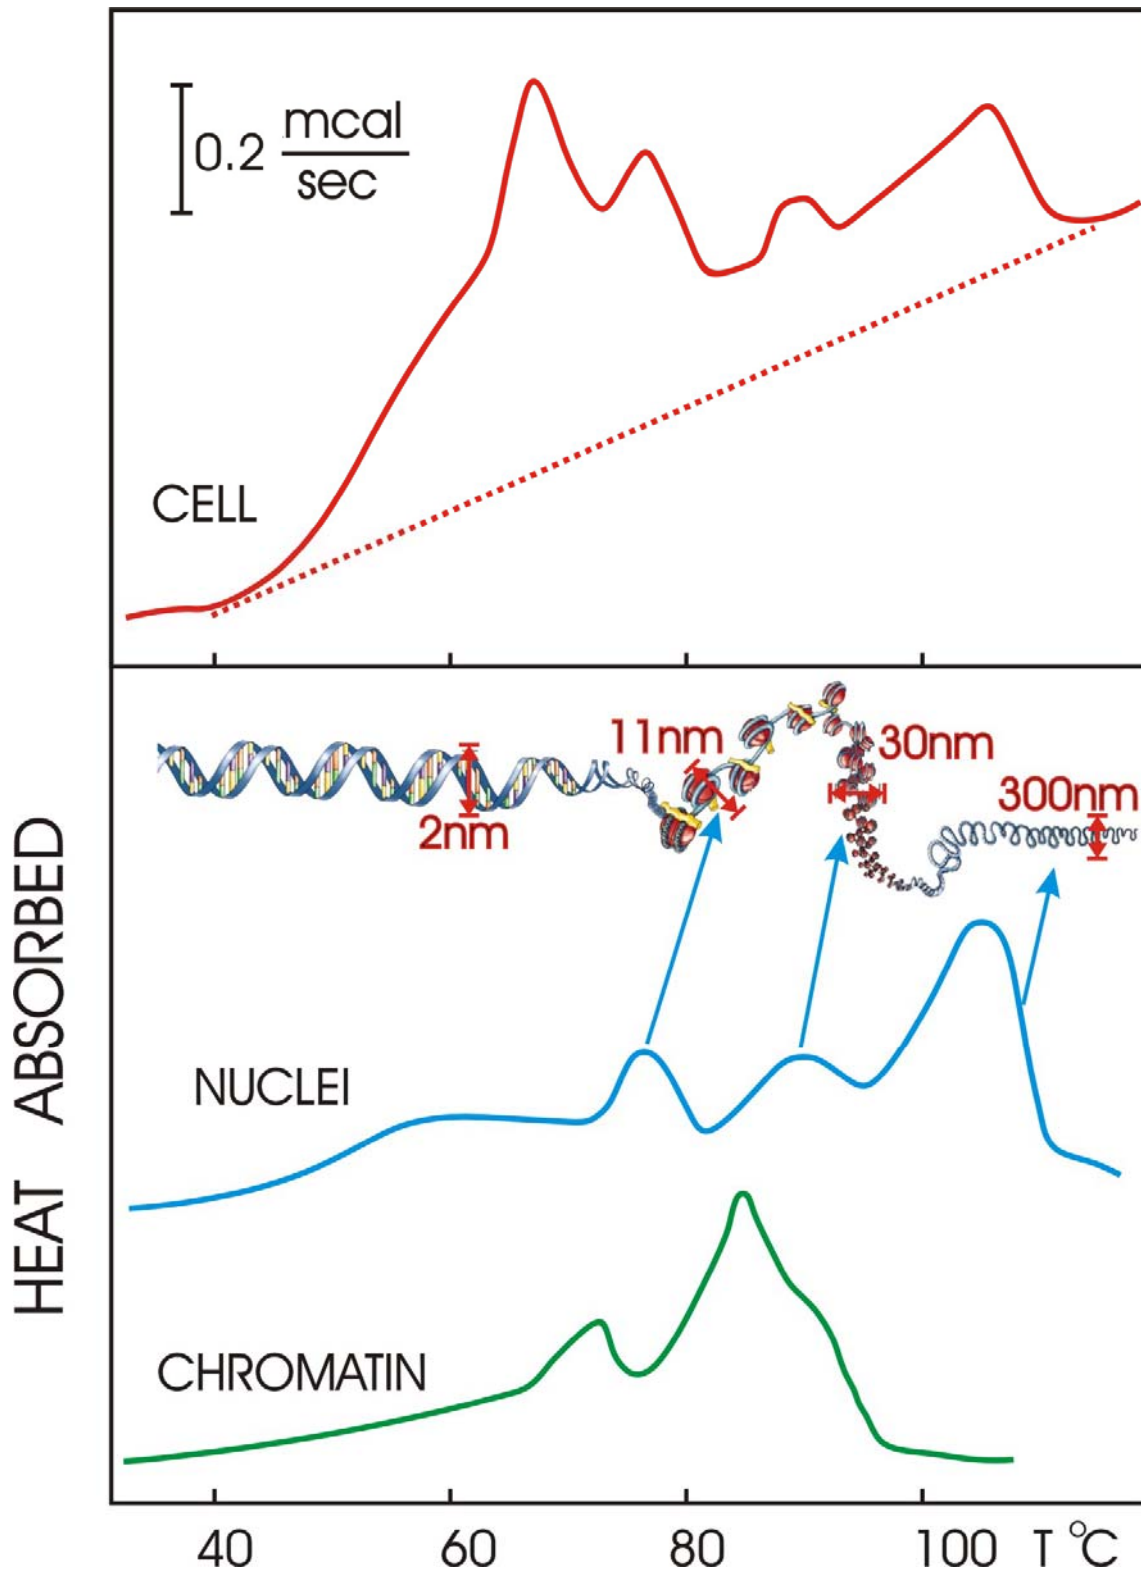 0.2 mcal
sec
CELL
11nm
30nm
2nm
300nm
HEAT ABSORBED
NUCLEI
CHROMATIN
40 60 80 100 T °C